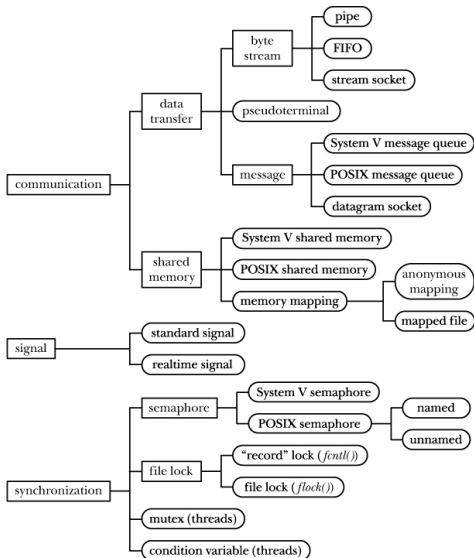 pipe
byte
stream
FIFO
stream socket
data
transfer
pseudoterminal
System V message queue
message
POSIX message queue
datagram socket
communication
System V shared memory
shared
memory
POSIX shared memory
anonymous
mapping
memory mapping
mapped file
standard signal
signal
realtime signal
System V semaphore
semaphore
POSIX semaphore
named
unnamed
“record” lock (fcntl())
file lock
file lock (flock())
synchronization
mutex (threads)
condition variable (threads)